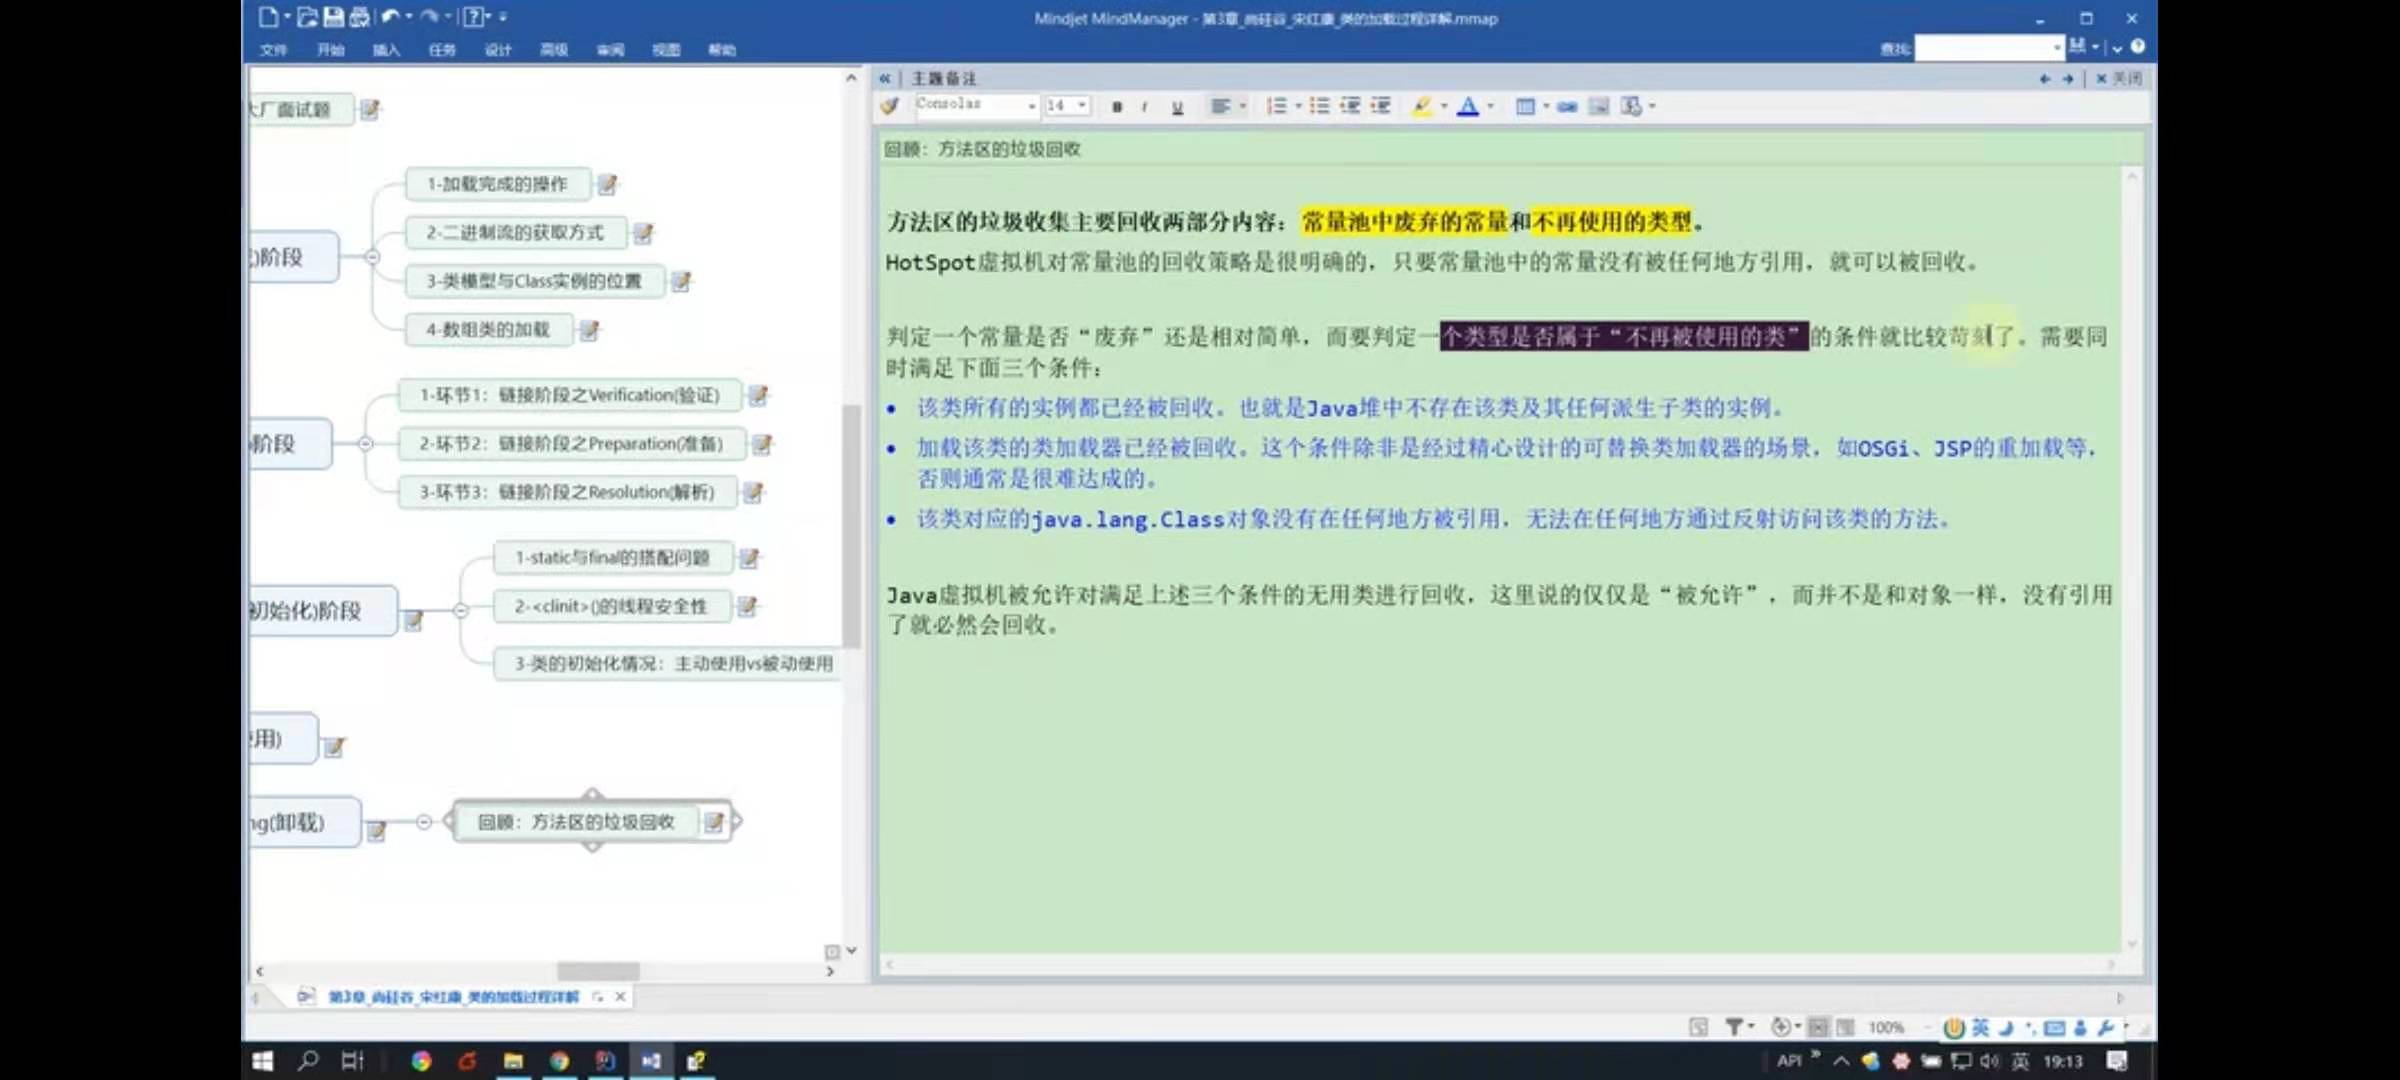 Mindjet MindManager - 第3章_尚硅谷_宋红康_类的加载过程详解.mmap
文件 开始 插入 任务 设计 高级 审阅 视图 帮助
查找:
大厂面试题
1-加载完成的操作
2-二进制流的获取方式
)阶段
3-类模型与Class实例的位置
4-数组类的加载
1-环节1：链接阶段之Verification(验证)
阶段
2-环节2：链接阶段之Preparation(准备)
3-环节3：链接阶段之Resolution(解析)
1-static与final的搭配问题
初始化)阶段
2-<clinit>()的线程安全性
3-类的初始化情况：主动使用vs被动使用
用)
ng(卸载)
回顾：方法区的垃圾回收
第3章_尚硅谷_宋红康_类的加载过程详解
主题备注
关闭
Consolas 14
回顾：方法区的垃圾回收
方法区的垃圾收集主要回收两部分内容：常量池中废弃的常量和不再使用的类型。
HotSpot虚拟机对常量池的回收策略是很明确的，只要常量池中的常量没有被任何地方引用，就可以被回收。
判定一个常量是否“废弃”还是相对简单，而要判定一个类型是否属于“不再被使用的类”的条件就比较苛刻了。需要同
时满足下面三个条件：
• 该类所有的实例都已经被回收。也就是Java堆中不存在该类及其任何派生子类的实例。
• 加载该类的类加载器已经被回收。这个条件除非是经过精心设计的可替换类加载器的场景，如OSGi、JSP的重加载等，
否则通常是很难达成的。
• 该类对应的java.lang.Class对象没有在任何地方被引用，无法在任何地方通过反射访问该类的方法。
Java虚拟机被允许对满足上述三个条件的无用类进行回收，这里说的仅仅是“被允许”，而并不是和对象一样，没有引用
了就必然会回收。
100%
英
API
英 19:13